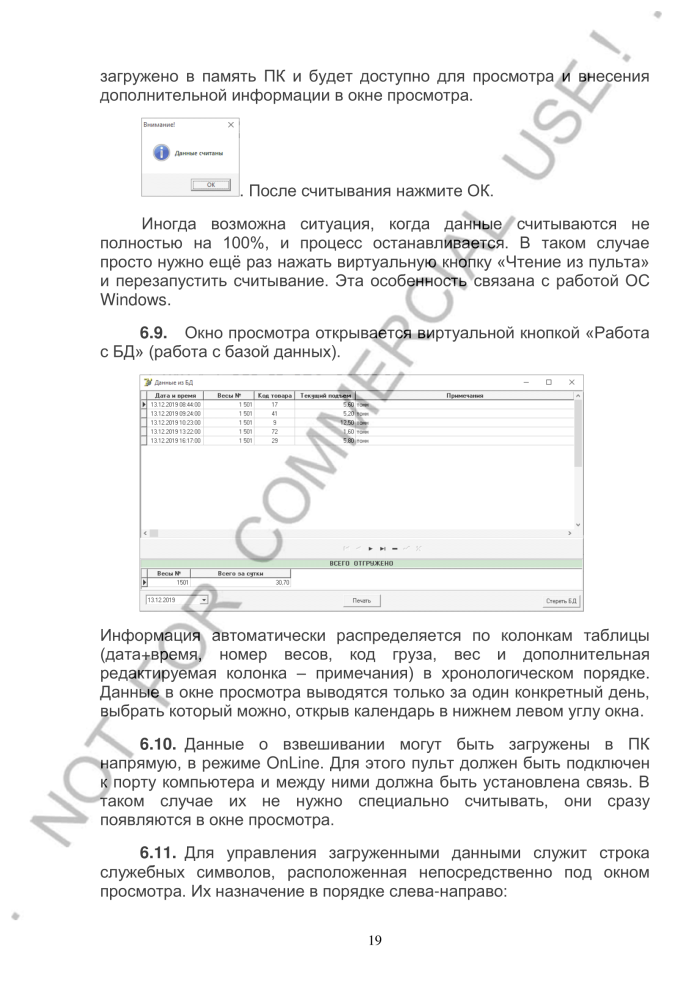 загружено в память ПК и будет доступно для просмотра и внесения
дополнительной информации в окне просмотра.
Внимание!
Данные считаны
OK
. После считывания нажмите ОК.
Иногда возможна ситуация, когда данные считываются не
полностью на 100%, и процесс останавливается. В таком случае
просто нужно ещё раз нажать виртуальную кнопку «Чтение из пульта»
и перезапустить считывание. Эта особенность связана с работой ОС
Windows.
6.9. Окно просмотра открывается виртуальной кнопкой «Работа
с БД» (работа с базой данных).
Данные из БД
Дата и время Весы № Код товара Текущий подъем Примечания
13.12.2019 08:44:00 1 501 17 5,60 тонн
13.12.2019 09:24:00 1 501 41 5,20 тонн
13.12.2019 10:23:00 1 501 9 12,50 тонн
13.12.2019 13:22:00 1 501 72 1,60 тонн
13.12.2019 16:17:00 1 501 29 5,80 тонн
ВСЕГО ОТГРУЖЕНО
Весы № Всего за сутки
1501 30,70
13.12.2019 Печать Стереть БД
Информация автоматически распределяется по колонкам таблицы
(дата+время, номер весов, код груза, вес и дополнительная
редактируемая колонка – примечания) в хронологическом порядке.
Данные в окне просмотра выводятся только за один конкретный день,
выбрать который можно, открыв календарь в нижнем левом углу окна.
6.10. Данные о взвешивании могут быть загружены в ПК
напрямую, в режиме OnLine. Для этого пульт должен быть подключен
к порту компьютера и между ними должна быть установлена связь. В
таком случае их не нужно специально считывать, они сразу
появляются в окне просмотра.
6.11. Для управления загруженными данными служит строка
служебных символов, расположенная непосредственно под окном
просмотра. Их назначение в порядке слева-направо:
19
NOT FOR COMMERCIAL USE !